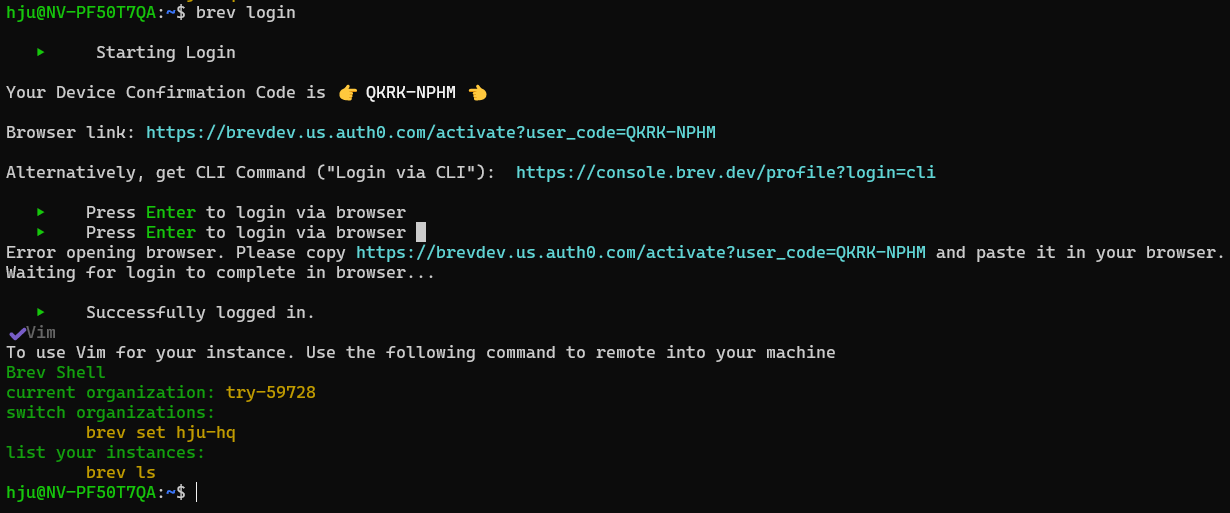 hju@NV-PF50T7QA:~$ brev login
▸ Starting Login
Your Device Confirmation Code is 👉 QKRK-NPHM 👈
Browser link: https://brevdev.us.auth0.com/activate?user_code=QKRK-NPHM
Alternatively, get CLI Command ("Login via CLI"): https://console.brev.dev/profile?login=cli
▸ Press Enter to login via browser
▸ Press Enter to login via browser
Error opening browser. Please copy https://brevdev.us.auth0.com/activate?user_code=QKRK-NPHM and paste it in your browser.
Waiting for login to complete in browser...
▸ Successfully logged in.
✔Vim
To use Vim for your instance. Use the following command to remote into your machine
Brev Shell
current organization: try-59728
switch organizations:
brev set hju-hq
list your instances:
brev ls
hju@NV-PF50T7QA:~$